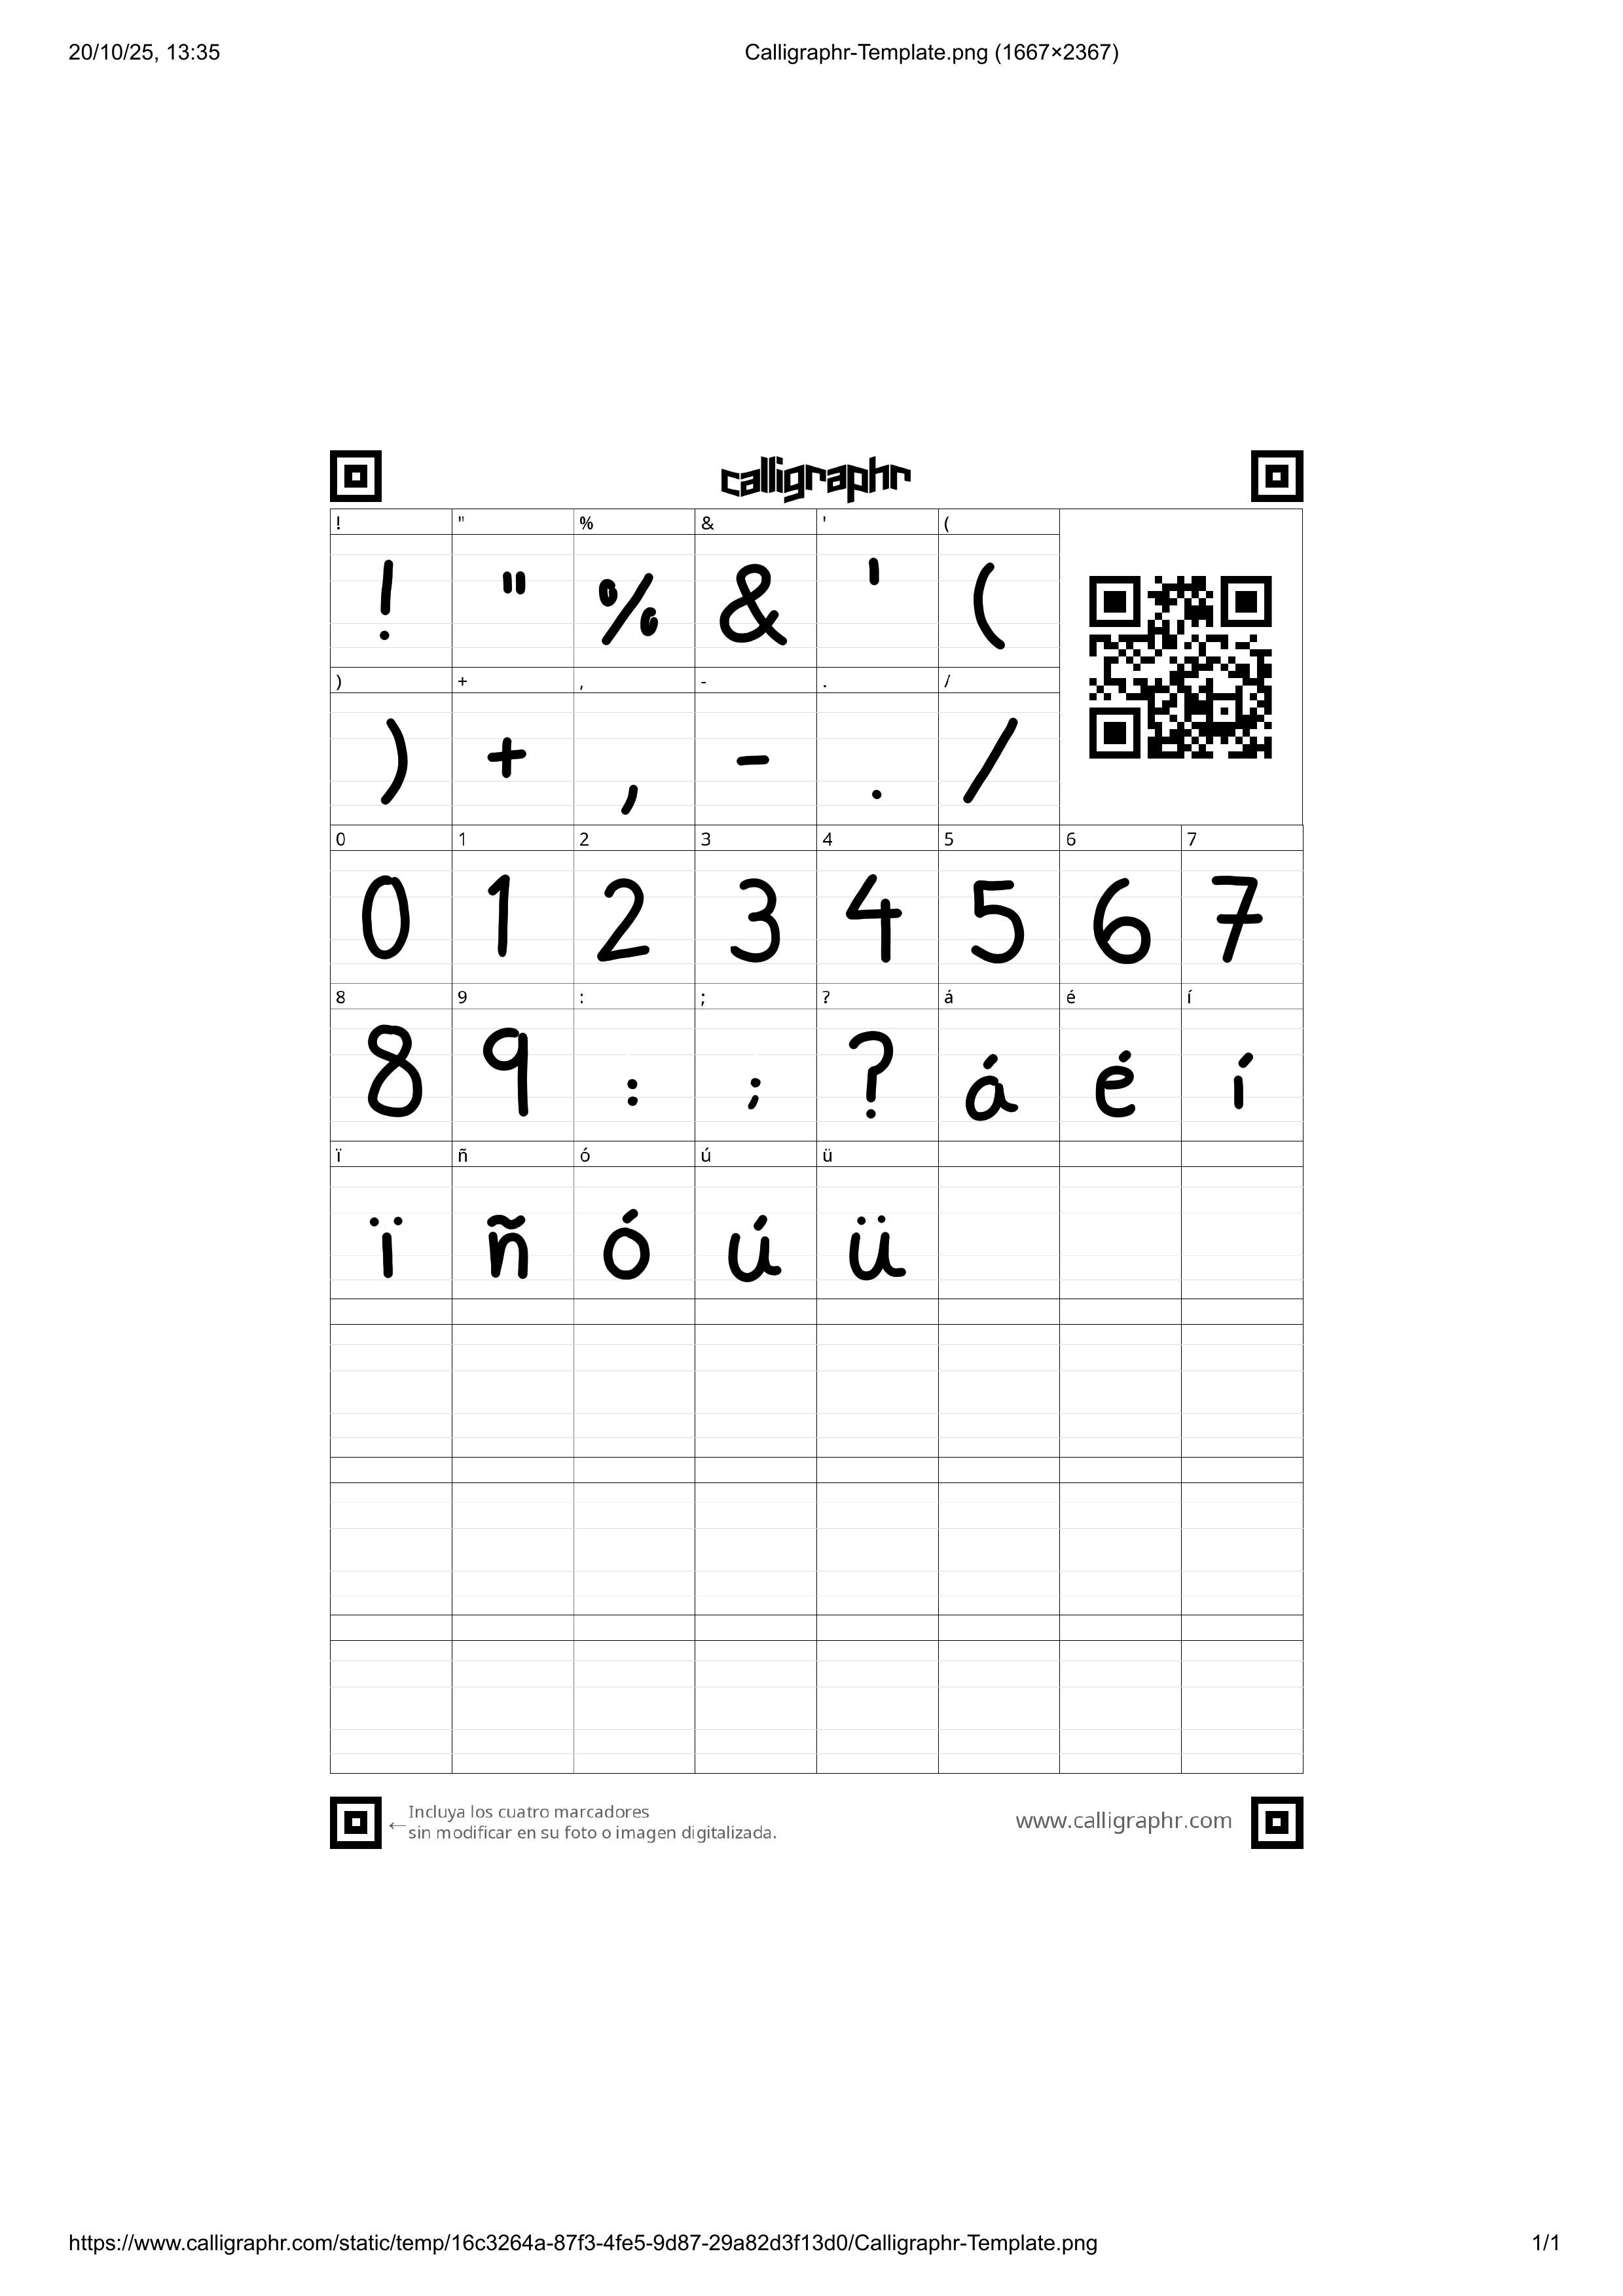 20/10/25, 13:35 Calligraphr-Template.png (1667×2367)
calligraphr
! " % & ' (
! " % & ' (
) + , - . /
) + , - . /
0 1 2 3 4 5 6 7
0 1 2 3 4 5 6 7
8 9 : ; ? á é í
8 9 : ; ? á é í
ï ñ ó ú ü
ï ñ ó ú ü
Incluya los cuatro marcadores
←sin modificar en su foto o imagen digitalizada.
www.calligraphr.com
https://www.calligraphr.com/static/temp/16c3264a-87f3-4fe5-9d87-29a82d3f13d0/Calligraphr-Template.png 1/1